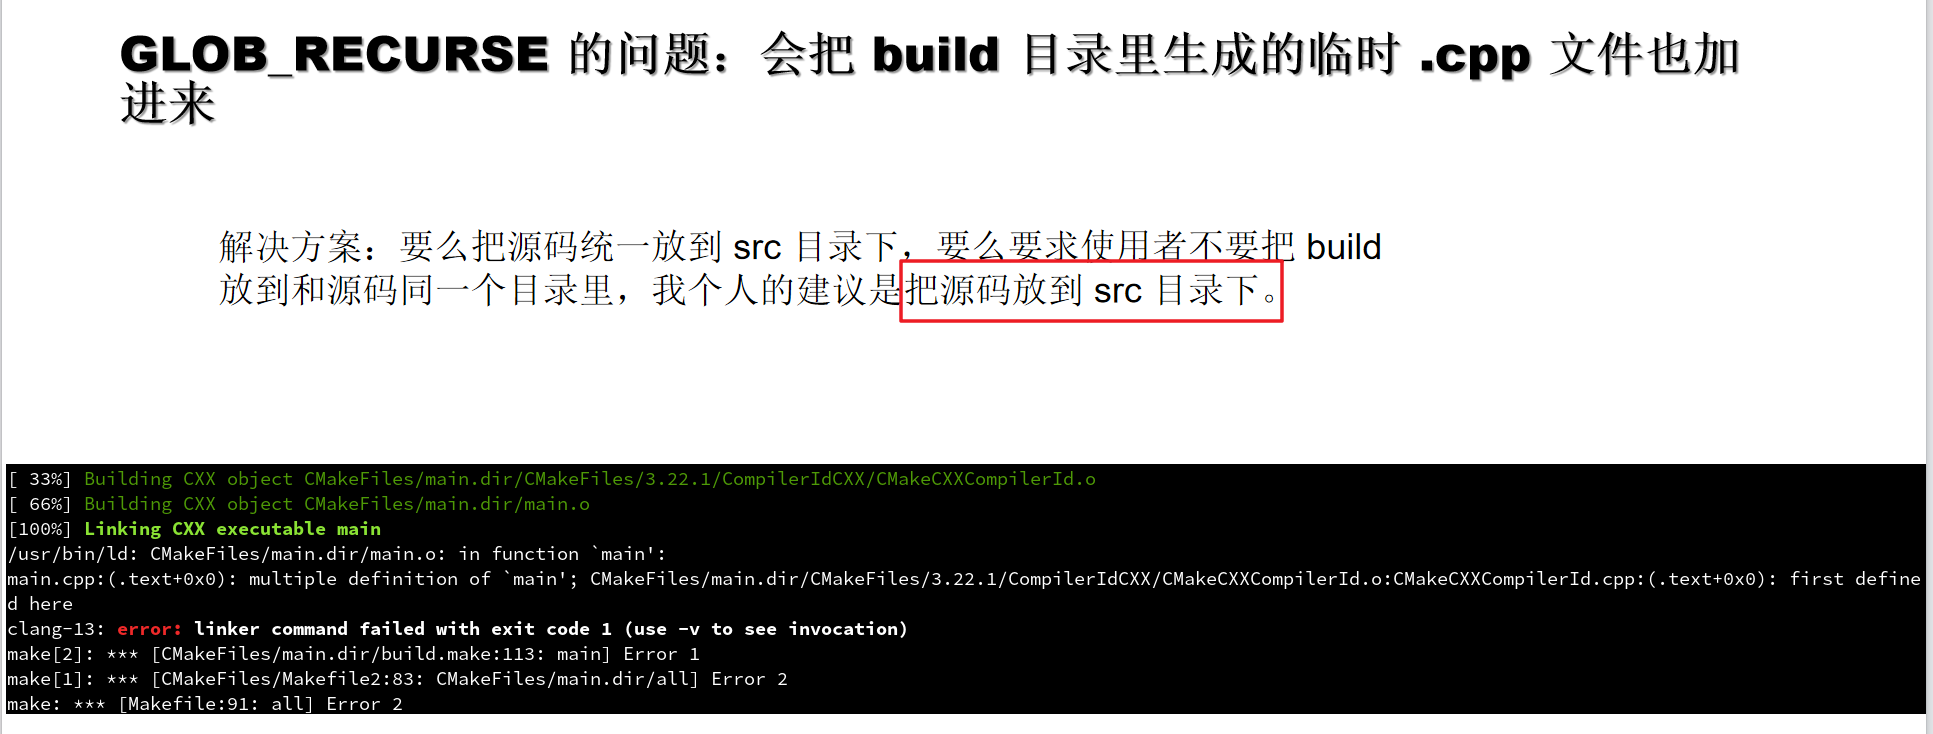 GLOB_RECURSE 的问题：会把 build 目录里生成的临时 .cpp 文件也加
进来
解决方案：要么把源码统一放到 src 目录下，要么要求使用者不要把 build
放到和源码同一个目录里，我个人的建议是把源码放到 src 目录下。
[ 33%] Building CXX object CMakeFiles/main.dir/CMakeFiles/3.22.1/CompilerIdCXX/CMakeCXXCompilerId.o
[ 66%] Building CXX object CMakeFiles/main.dir/main.o
[100%] Linking CXX executable main
/usr/bin/ld: CMakeFiles/main.dir/main.o: in function `main':
main.cpp:(.text+0x0): multiple definition of `main'; CMakeFiles/main.dir/CMakeFiles/3.22.1/CompilerIdCXX/CMakeCXXCompilerId.o:CMakeCXXCompilerId.cpp:(.text+0x0): first define
d here
clang-13: error: linker command failed with exit code 1 (use -v to see invocation)
make[2]: *** [CMakeFiles/main.dir/build.make:113: main] Error 1
make[1]: *** [CMakeFiles/Makefile2:83: CMakeFiles/main.dir/all] Error 2
make: *** [Makefile:91: all] Error 2